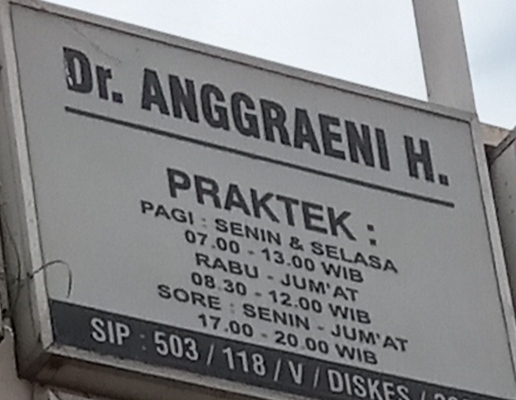 Dr. ANGGRAENI H.
PRAKTEK :
PAGI : SENIN & SELASA
07.00 - 13.00 WIB
RABU - JUM'AT
08.30 - 12.00 WIB
SORE : SENIN - JUM'AT
17.00 - 20.00 WIB
SIP : 503 / 118 / V / DISKES /